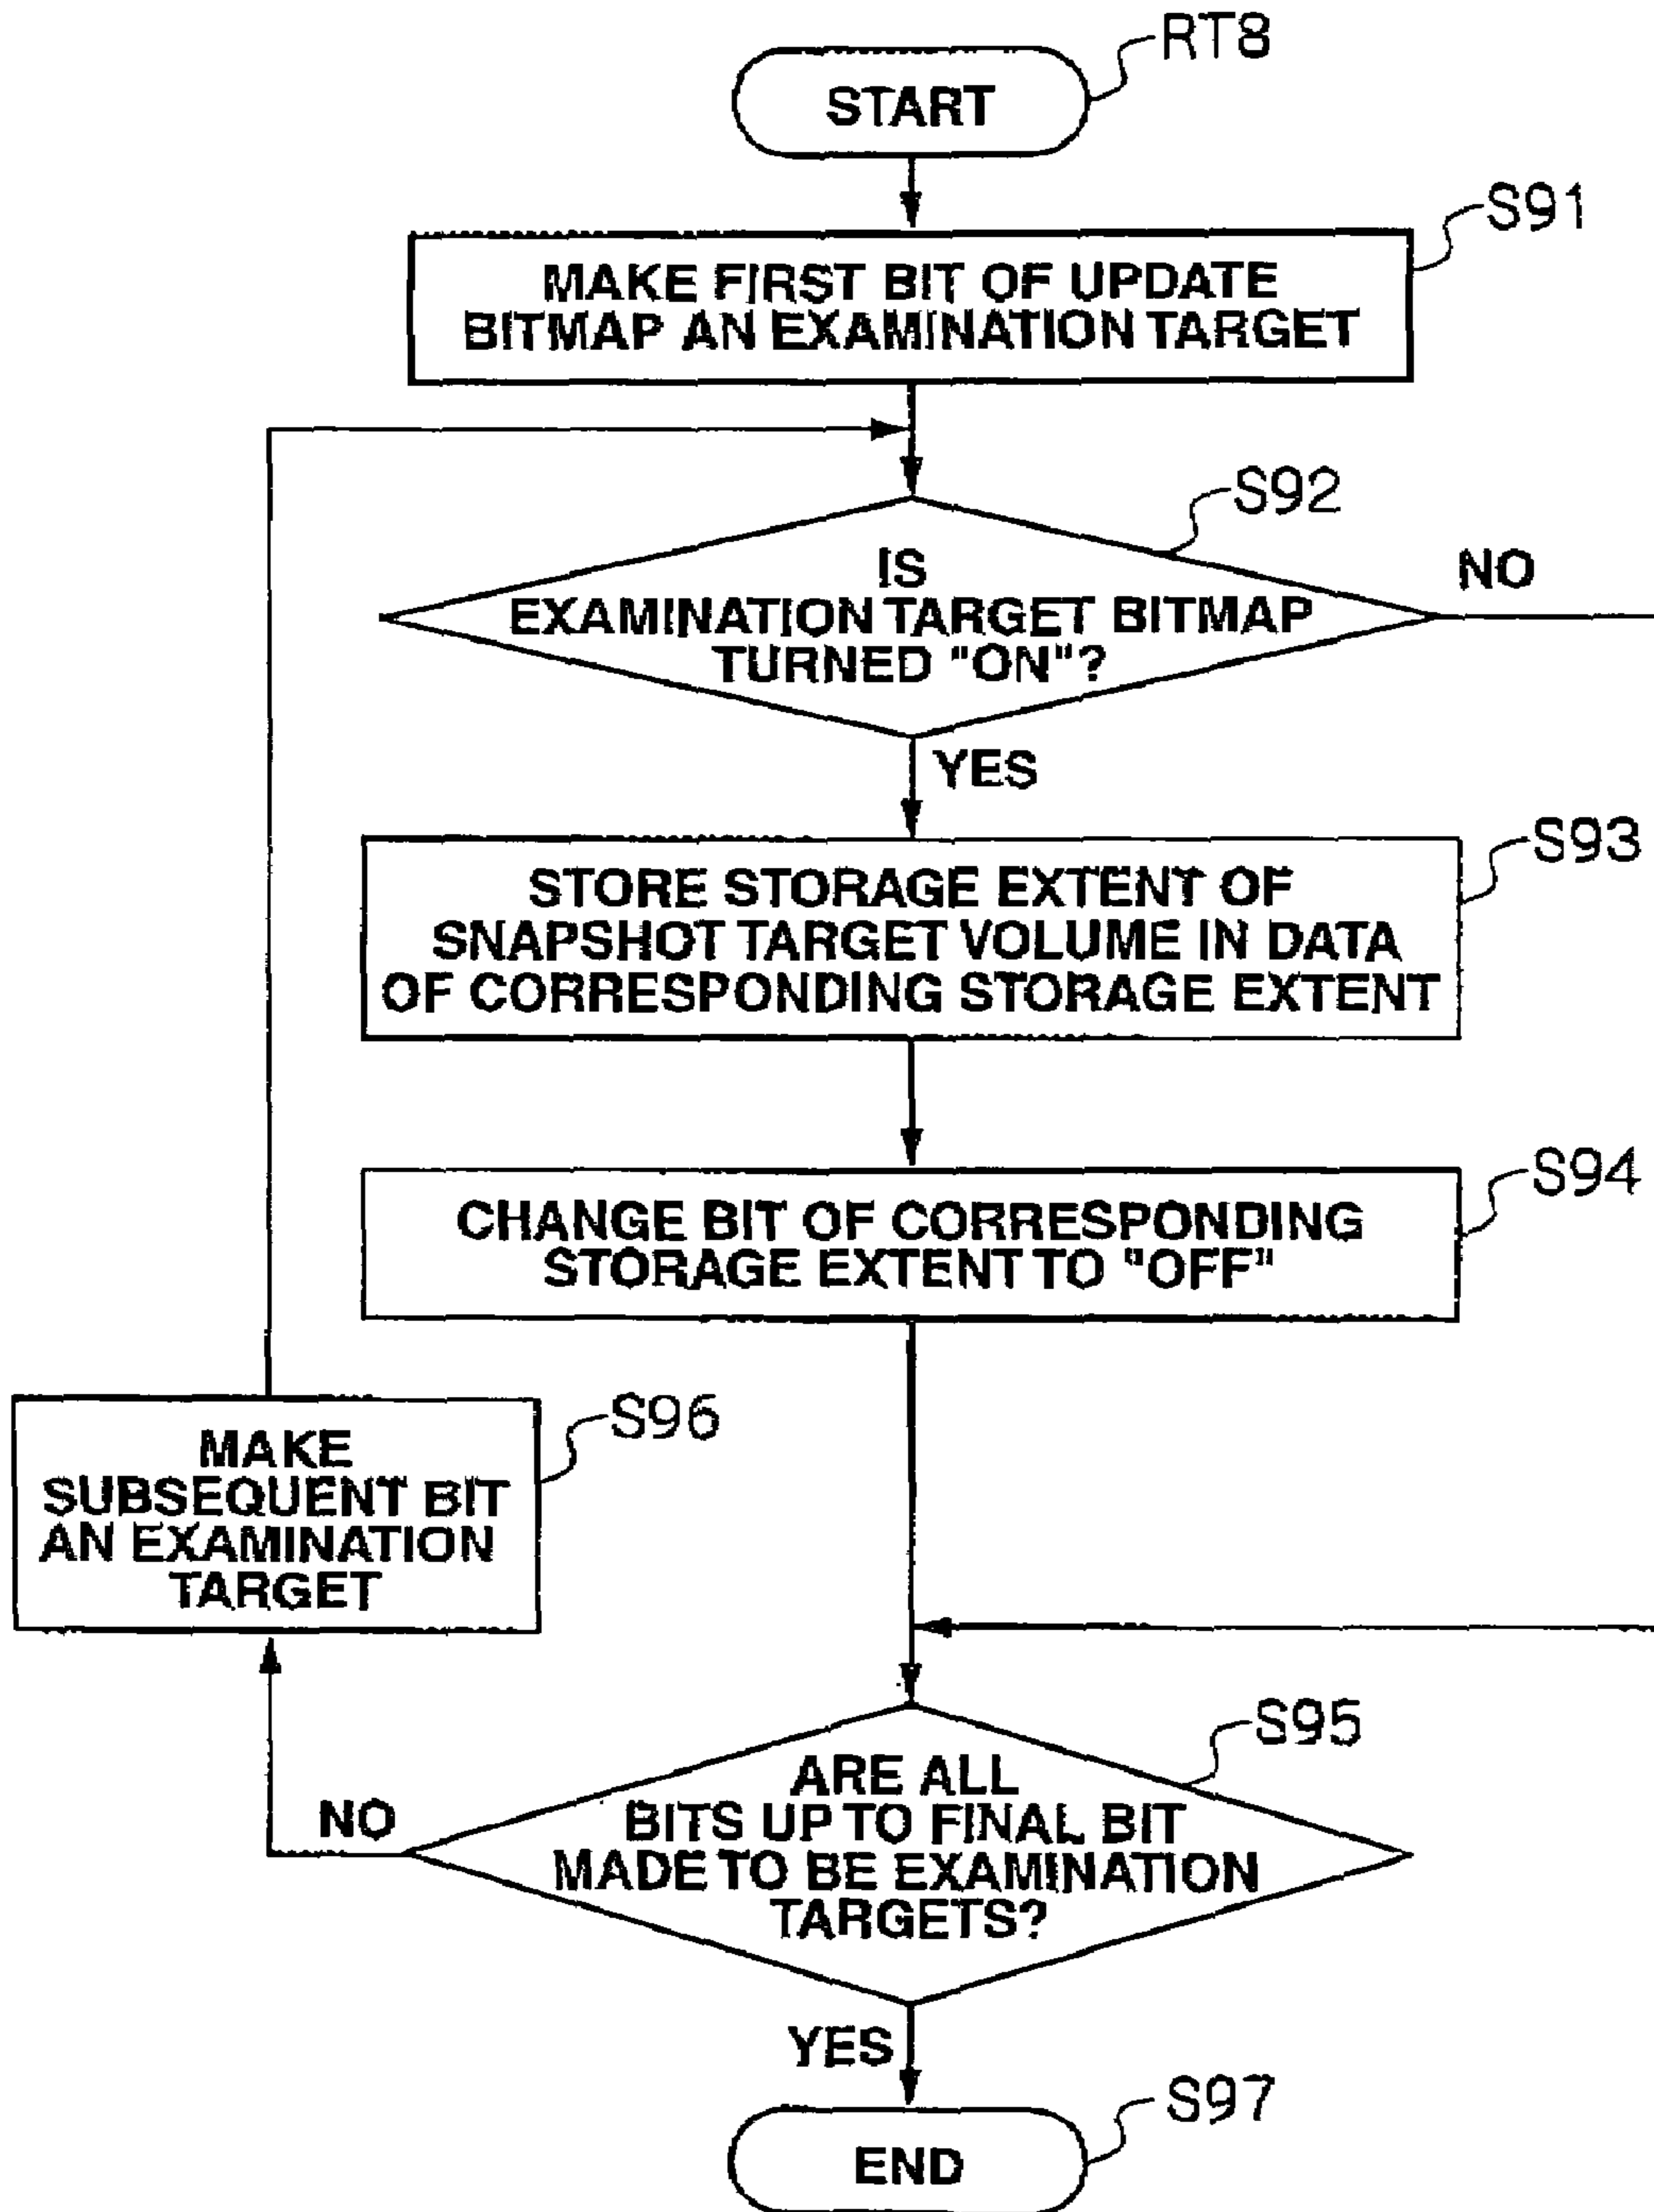 RT8
START
S91
MAKE FIRST BIT OF UPDATE
BITMAP AN EXAMINATION TARGET
S92
IS
EXAMINATION TARGET BITMAP
TURNED "ON"?
NO
YES
S93
STORE STORAGE EXTENT OF
SNAPSHOT TARGET VOLUME IN DATA
OF CORRESPONDING STORAGE EXTENT
S94
CHANGE BIT OF CORRESPONDING
STORAGE EXTENT TO "OFF"
S96
MAKE
SUBSEQUENT BIT
AN EXAMINATION
TARGET
S95
ARE ALL
BITS UP TO FINAL BIT
MADE TO BE EXAMINATION
TARGETS?
NO
YES
S97
END